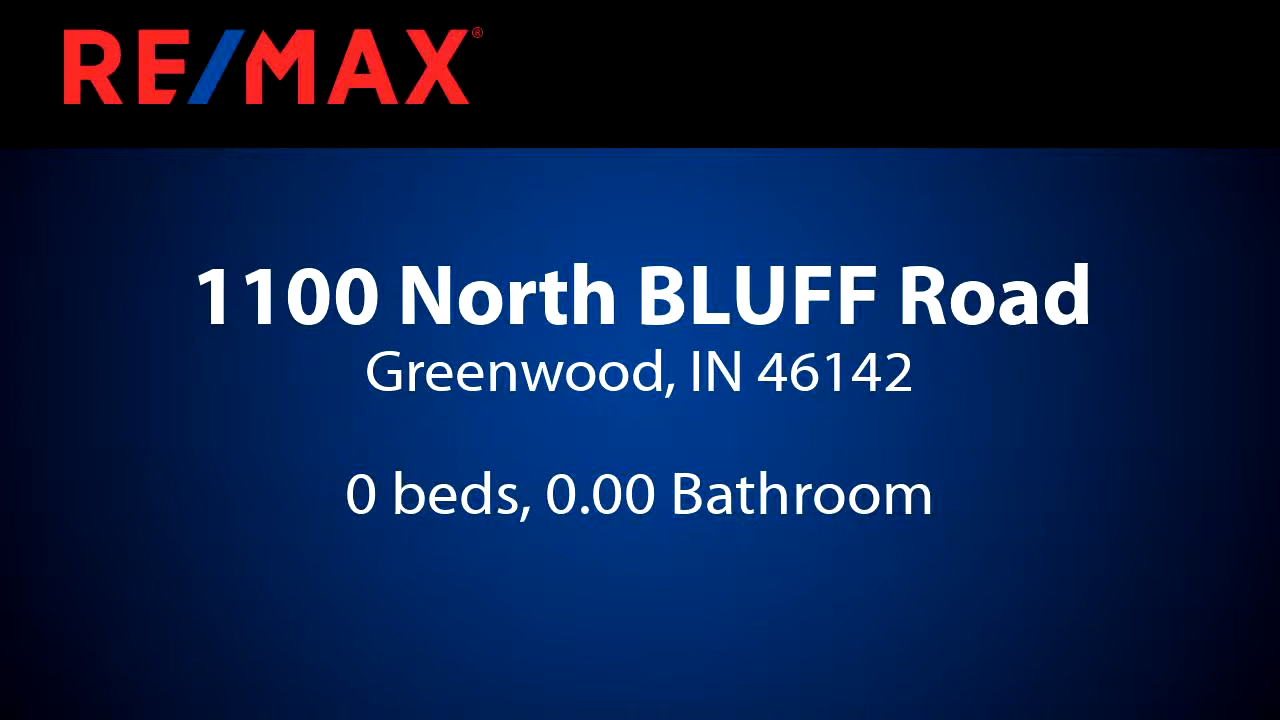 RE/MAX®
1100 North BLUFF Road
Greenwood, IN 46142
0 beds, 0.00 Bathroom